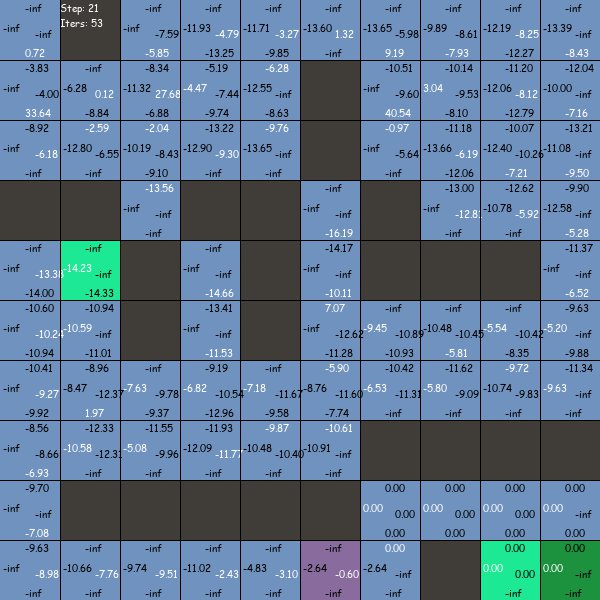 -inf Step: 21 -inf -inf -inf -inf -inf -inf -inf -inf
Iters: 53
-inf -inf -inf -7.59 -11.93 -4.79 -11.71 -3.27 -13.60 1.32 -13.65 -5.98 -9.89 -8.61 -12.19 -8.25 -13.39 -inf
0.72 -5.85 -13.25 -9.85 -inf 9.19 -7.93 -12.27 -8.43
-3.83 -inf -8.34 -5.19 -6.28 -10.51 -10.14 -11.20 -12.04
-inf -4.00 -6.28 0.12 -11.32 27.68 -4.47 -7.44 -12.55 -inf -inf -9.60 3.04 -9.53 -12.06 -8.12 -10.00 -inf
33.64 -8.84 -6.88 -9.74 -8.63 40.54 -8.10 -12.79 -7.16
-8.92 -2.59 -2.04 -13.22 -9.76 -0.97 -11.18 -10.07 -13.21
-inf -6.18 -12.80 -6.55 -10.19 -8.43 -12.90 -9.30 -13.65 -inf -inf -5.64 -13.66 -6.19 -12.40 -10.26 -11.08 -inf
-inf -inf -9.10 -inf -inf -inf -12.06 -7.21 -9.50
-13.56 -inf -13.00 -12.62 -9.90
-inf -inf -inf -inf -inf -12.81 -10.78 -5.92 -12.58 -inf
-inf -16.19 -inf -inf -5.28
-inf -inf -inf -14.17 -11.37
-inf -13.38 -14.23 -inf -inf -inf -inf -inf -inf -inf
-14.00 -14.33 -14.66 -10.11 -6.52
-10.60 -10.94 -13.41 7.07 -inf -inf -inf -9.63
-inf -10.24 -10.59 -inf -inf -inf -inf -12.62 -9.45 -10.89 -10.48 -10.45 -5.54 -10.42 -5.20 -inf
-10.94 -11.01 -11.53 -11.28 -10.93 -5.81 -8.35 -9.88
-10.41 -8.96 -inf -9.19 -inf -5.90 -10.42 -11.62 -9.72 -11.34
-inf -9.27 -8.47 -12.37 -7.63 -9.78 -6.82 -10.54 -7.18 -11.67 -8.76 -11.60 -6.53 -11.31 -5.80 -9.09 -10.74 -9.83 -9.63 -inf
-9.92 1.97 -9.37 -12.96 -9.58 -7.74 -inf -inf -inf -inf
-8.56 -12.33 -11.55 -11.93 -9.87 -10.61
-inf -8.66 -10.58 -12.31 -5.08 -9.96 -12.09 -11.77 -10.48 -10.40 -10.91 -inf
-6.93 -inf -inf -inf -inf -inf
-9.70 0.00 0.00 0.00 0.00
-inf -inf 0.00 0.00 0.00 0.00 0.00 0.00 0.00 -inf
-7.08 0.00 0.00 0.00 0.00
-9.63 -inf -inf -inf -inf -inf 0.00 0.00 0.00
-inf -8.98 -10.66 -7.76 -9.74 -9.51 -11.02 -2.43 -4.83 -3.10 -2.64 -0.60 -2.64 -inf 0.00 0.00 0.00 -inf
-inf -inf -inf -inf -inf -inf -inf -inf -inf